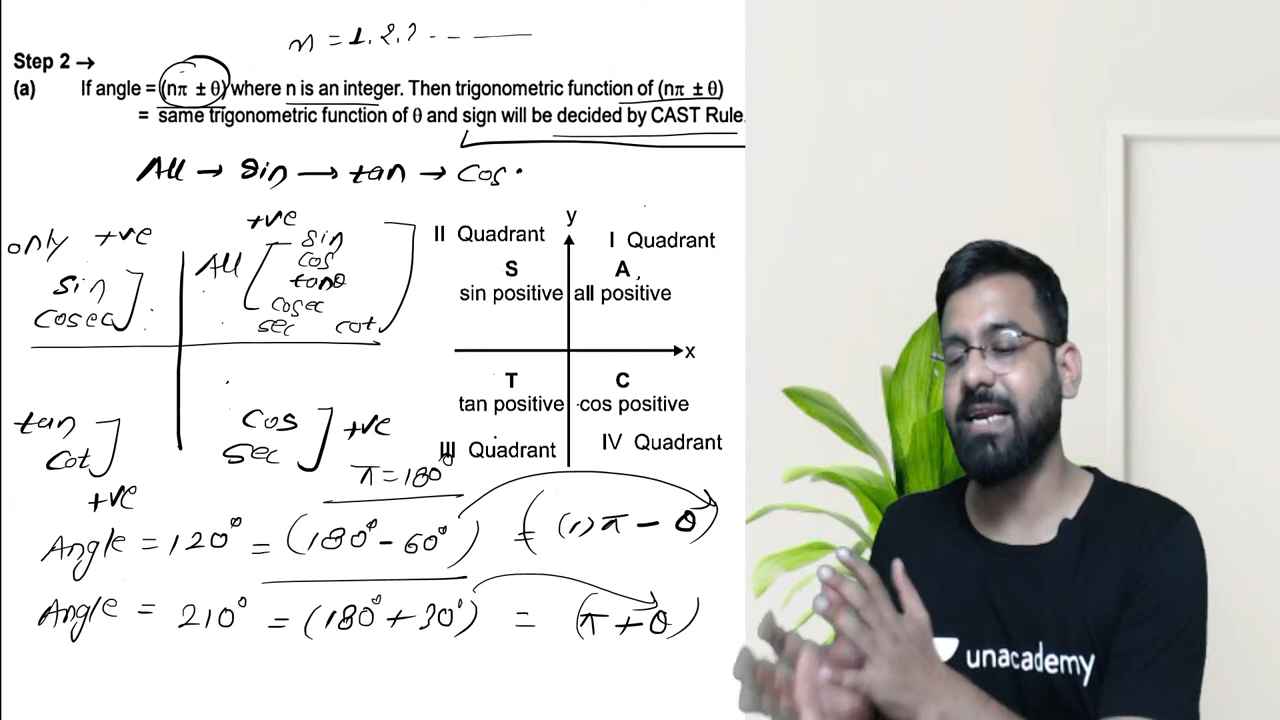 n = 1, 2, 3 - - ——
Step 2 →
(a) If angle = (nπ ± θ) where n is an integer. Then trigonometric function of (nπ ± θ)
= same trigonometric function of θ and sign will be decided by CAST Rule.
All → sin → tan → cos.
only +ve
sin
cosec
+ve
All
sin
cos
tanθ
cosec
sec cot
tan
cot
+ve
cos
sec
+ve
y
II Quadrant
I Quadrant
S
A
sin positive
all positive
x
T
C
tan positive
cos positive
III Quadrant
IV Quadrant
π = 180°
Angle = 120° = (180° - 60°) = ((1)π - θ)
Angle = 210° = (180° + 30°) = (π + θ)
unacademy